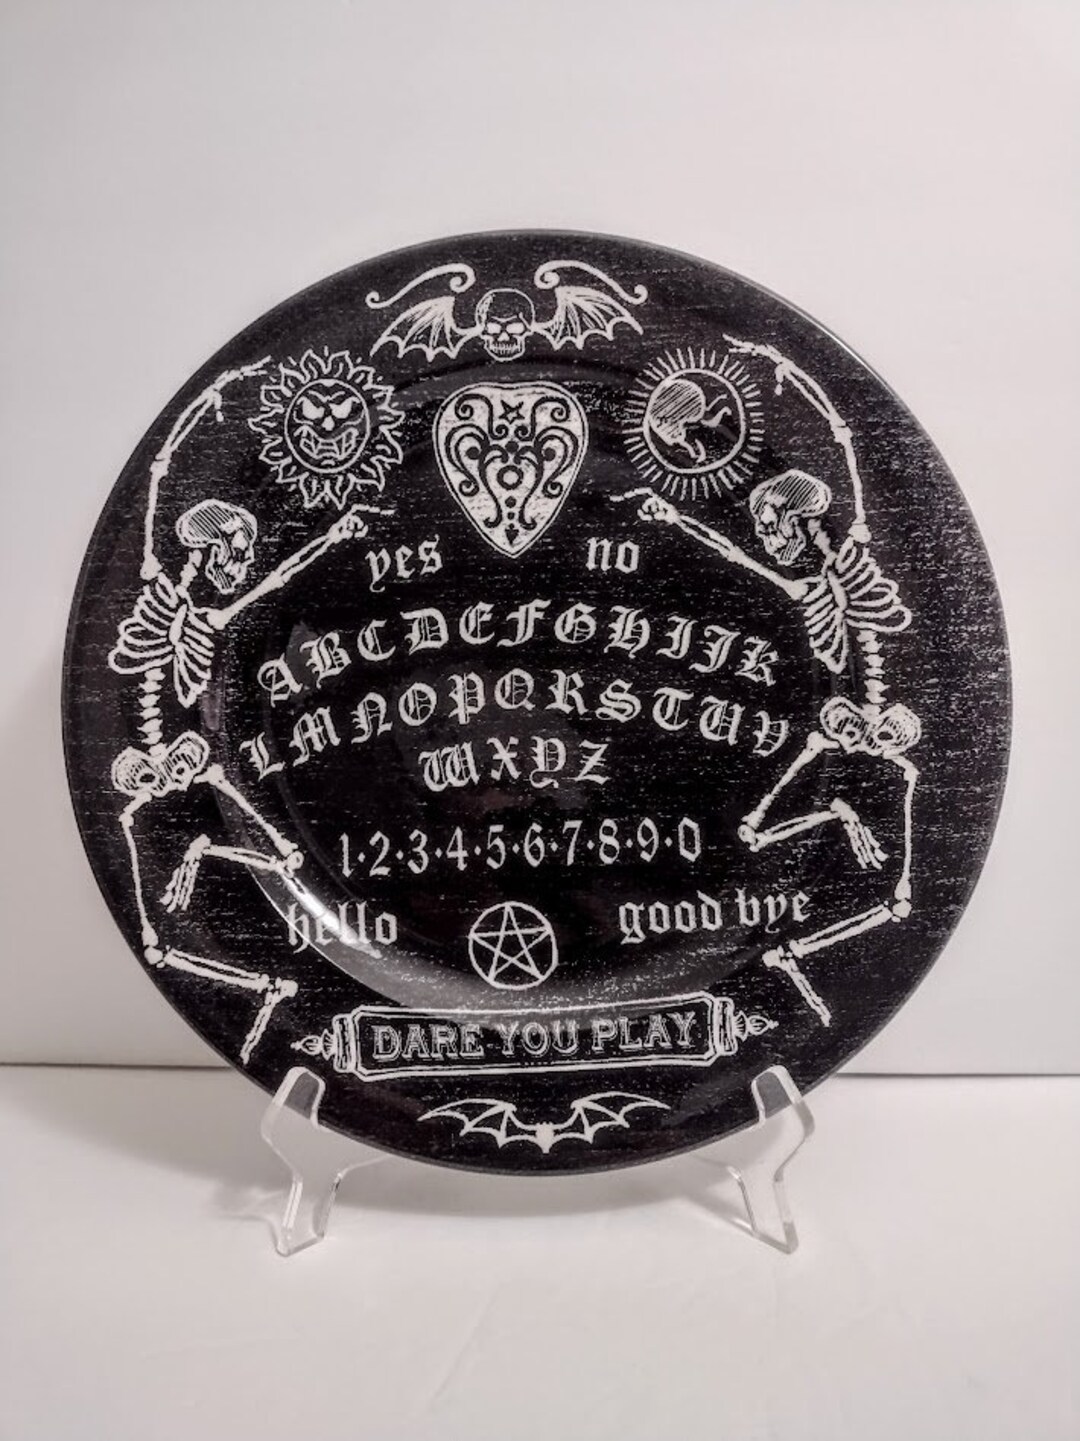 yes no
ABCDEFGHIJK
LMNOPQRSTUV
WXYZ
1·2·3·4·5·6·7·8·9·0
hello good bye
DARE YOU PLAY